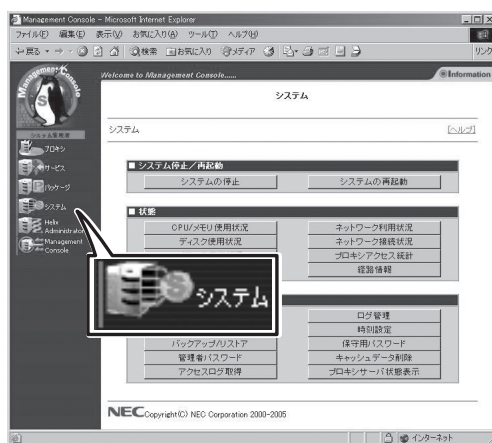 Management Console - Microsoft Internet Explorer
ファイル(F) 編集(E) 表示(V) お気に入り(A) ツール(T) ヘルプ(H)
戻る 検索 お気に入り メディア リンク
Management Console
Welcome to Management Console......
Information
システム管理者
プロキシ
サービス
パッケージ
システム
Helix Administrator
Management Console
システム
システム
[ヘルプ]
■ システム停止／再起動
システムの停止 システムの再起動
■ 状態
CPU/メモリ使用状況 ネットワーク利用状況
ディスク使用状況 ネットワーク接続状況
プロキシアクセス統計
経路情報
システム
ログ管理
時刻設定
バックアップ/リストア 保守用パスワード
管理者パスワード キャッシュデータ削除
アクセスログ取得 プロキシサーバ状態表示
NEC Copyright(C) NEC Corporation 2000-2005
インターネット